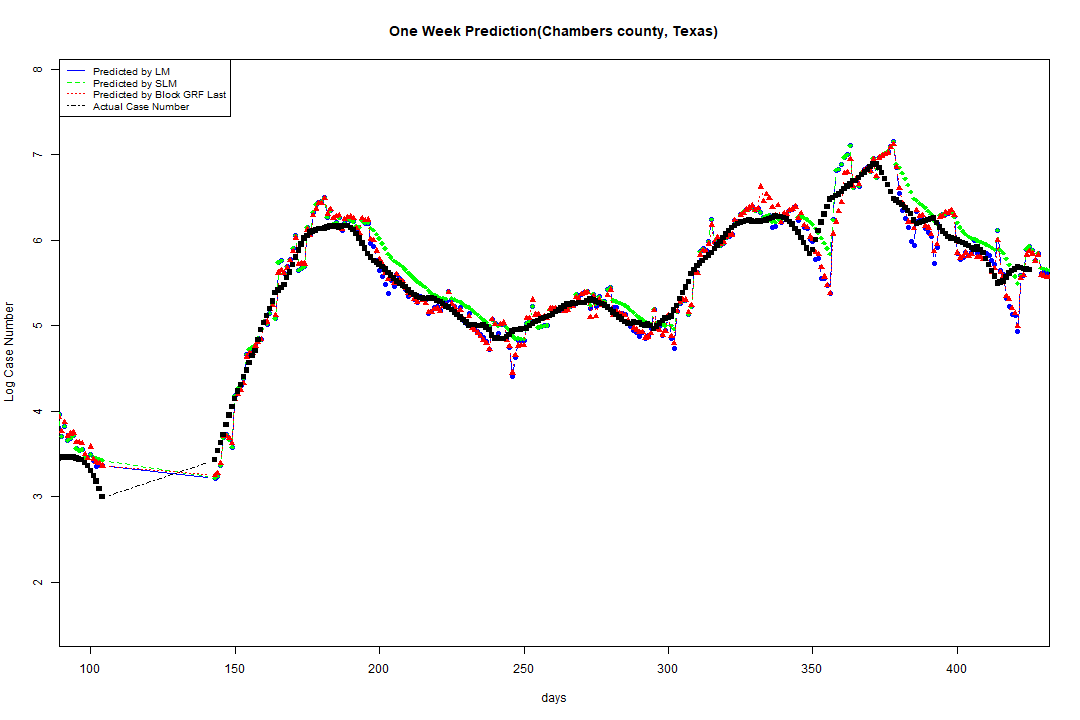 One Week Prediction(Chambers county, Texas)
Predicted by LM
Predicted by SLM
Predicted by Block GRF Last
Actual Case Number
8
7
6
5
4
3
2
Log Case Number
100 150 200 250 300 350 400
days